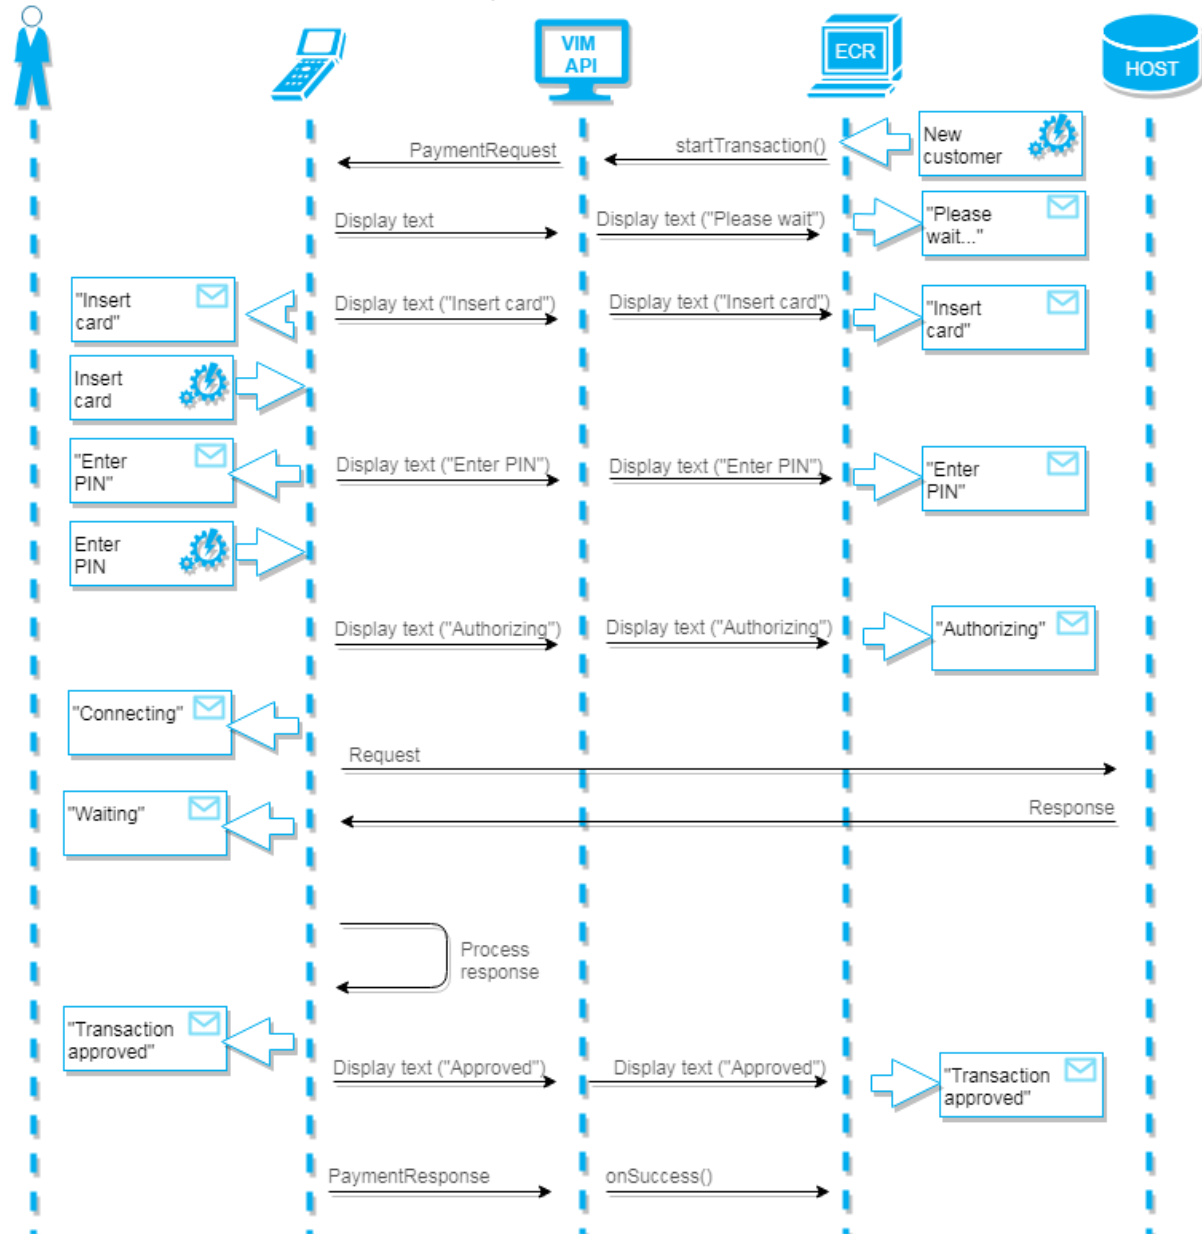 VIM
API
ECR
HOST
PaymentRequest
startTransaction()
New
customer
Display text
Display text ("Please wait")
"Please
wait..."
"Insert
card"
Display text ("Insert card")
Display text ("Insert card")
"Insert
card"
Insert
card
"Enter
PIN"
Display text ("Enter PIN")
Display text ("Enter PIN")
"Enter
PIN"
Enter
PIN
Display text ("Authorizing")
Display text ("Authorizing")
"Authorizing"
"Connecting"
Request
"Waiting"
Response
Process
response
"Transaction
approved"
Display text ("Approved")
Display text ("Approved")
"Transaction
approved"
PaymentResponse
onSuccess()